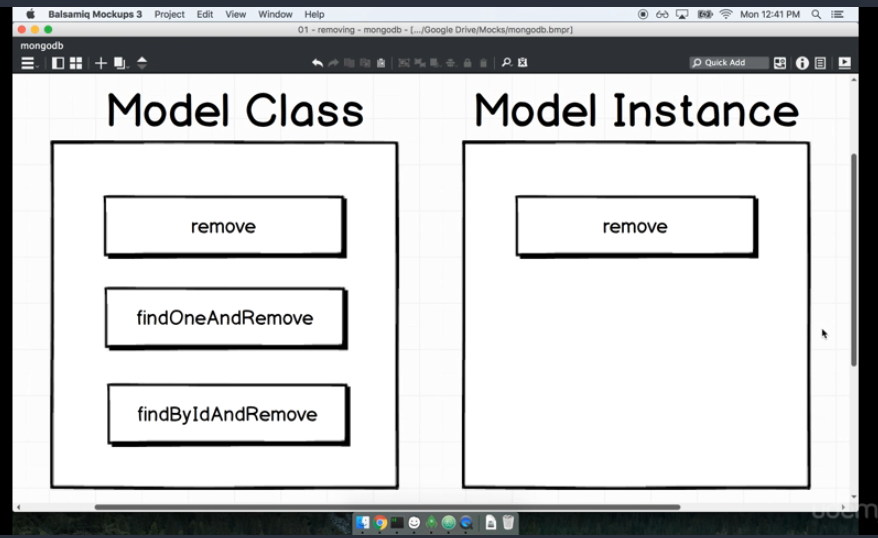 Balsamiq Mockups 3 Project Edit View Window Help Mon 12:41 PM
01 - removing - mongodb - [.../Google Drive/Mocks/mongodb.bmpr]
mongodb
Quick Add
Model Class
Model Instance
remove
remove
findOneAndRemove
findByIdAndRemove